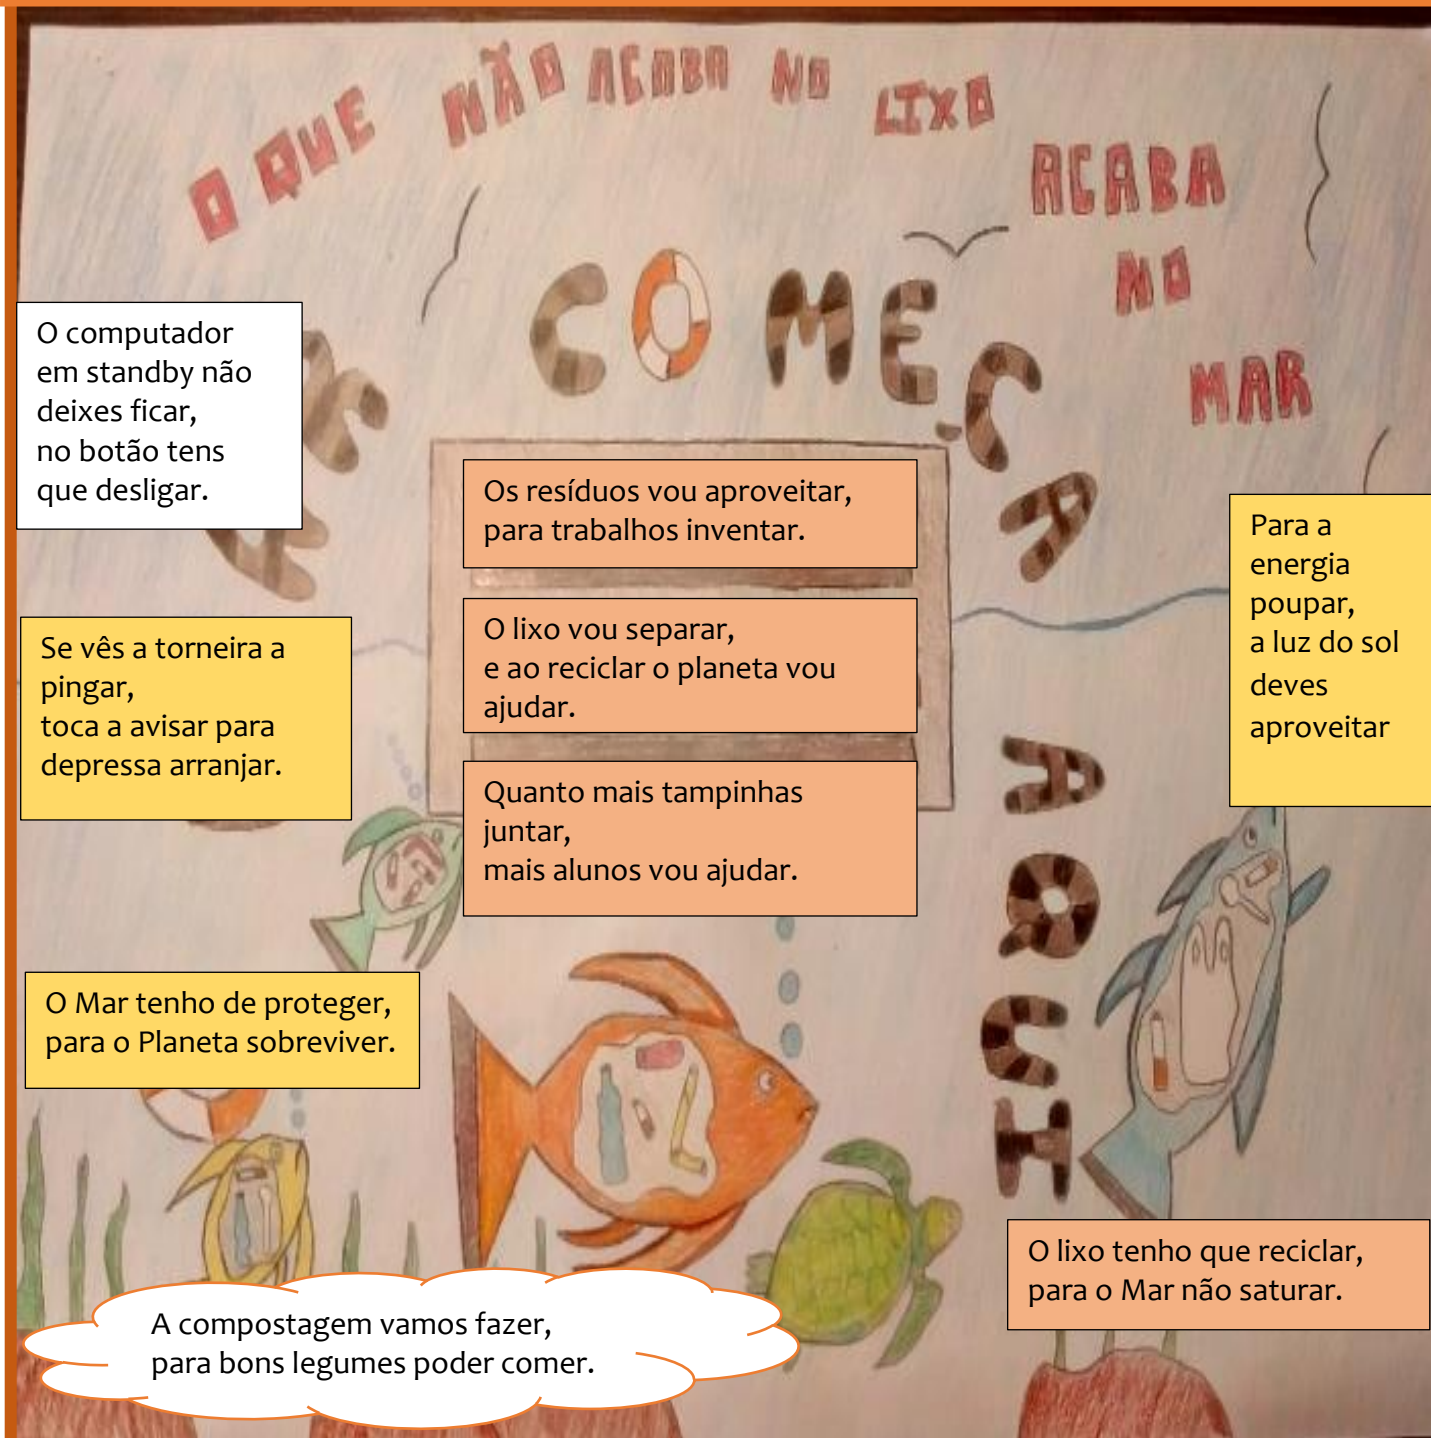 O QUE NÃO ACABA NO LIXO
ACABA
NO
MAR
COMEÇA
AQUI
O computador
em standby não
deixes ficar,
no botão tens
que desligar.
Os resíduos vou aproveitar,
para trabalhos inventar.
Para a
energia
poupar,
a luz do sol
deves
aproveitar
Se vês a torneira a
pingar,
toca a avisar para
depressa arranjar.
O lixo vou separar,
e ao reciclar o planeta vou
ajudar.
Quanto mais tampinhas
juntar,
mais alunos vou ajudar.
O Mar tenho de proteger,
para o Planeta sobreviver.
O lixo tenho que reciclar,
para o Mar não saturar.
A compostagem vamos fazer,
para bons legumes poder comer.